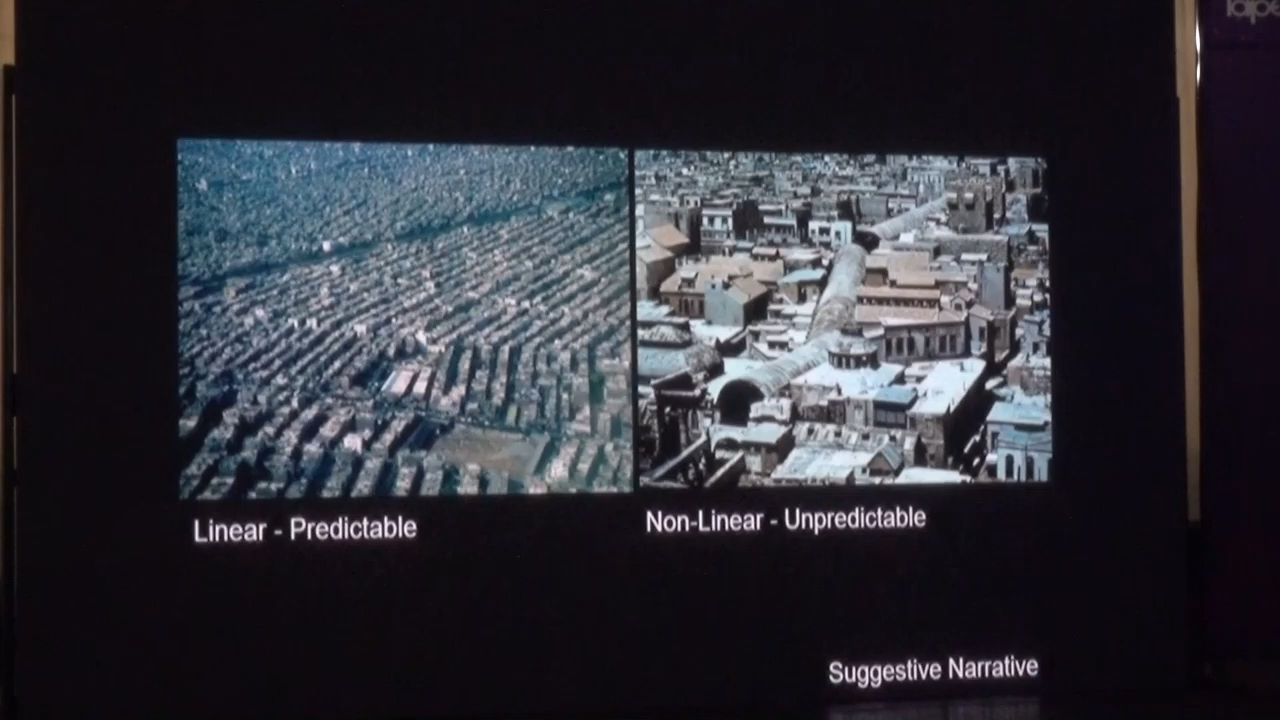 Linear - Predictable
Non-Linear - Unpredictable
Suggestive Narrative